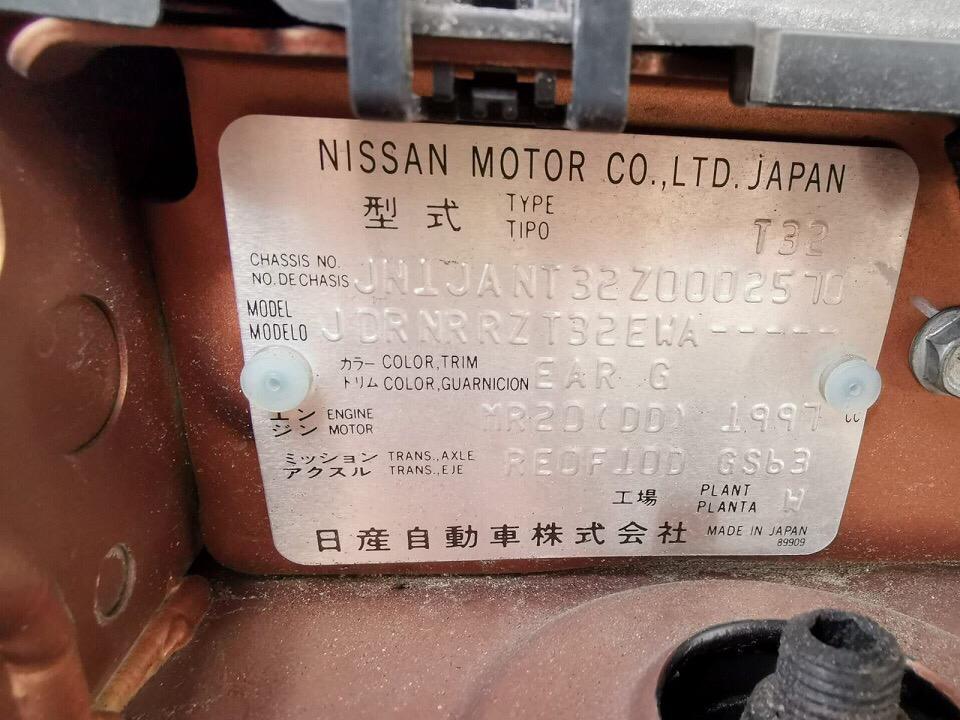 NISSAN MOTOR CO.,LTD. JAPAN
型式 TYPE TIPO T32
CHASSIS NO.
NO. DE CHASIS JN1JANT32Z0002570
MODEL
MODELO JDRNRRZT32EWA-----
カラー COLOR,TRIM
トリム COLOR,GUARNICION EAR G
エン ENGINE
ジン MOTOR MR20(DD) 1997 cc
ミッション TRANS.,AXLE
アクスル TRANS.,EJE RE0F10D GS63
工場 PLANT
PLANTA W
日産自動車株式会社 MADE IN JAPAN
89909